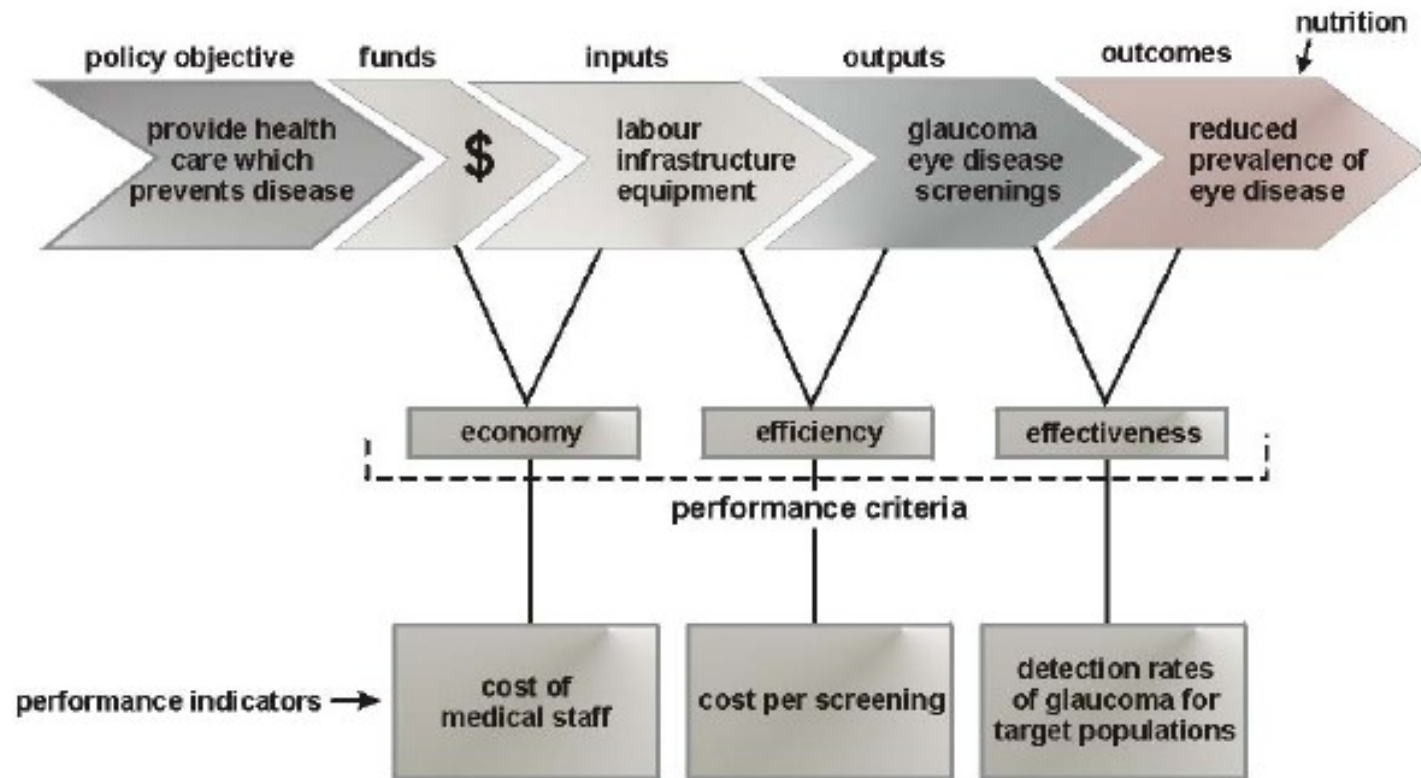 nutrition
policy objective
funds
inputs
outputs
outcomes
provide health
care which
prevents disease
$
labour
infrastructure
equipment
glaucoma
eye disease
screenings
reduced
prevalence of
eye disease
economy
efficiency
effectiveness
performance criteria
performance indicators
cost of
medical staff
cost per screening
detection rates
of glaucoma for
target populations